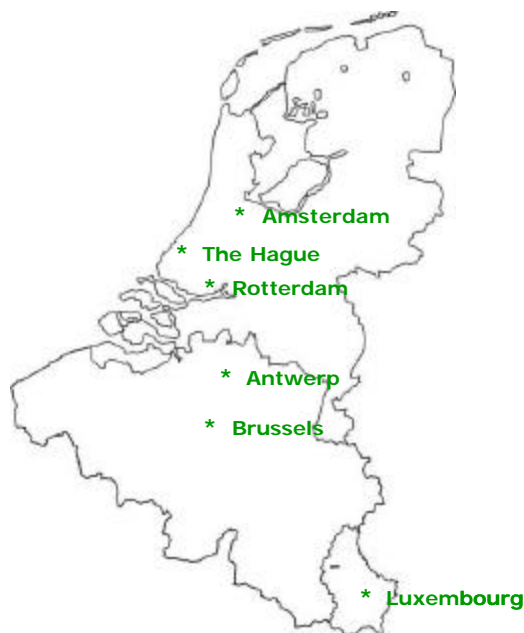 * Amsterdam
* The Hague
* Rotterdam
* Antwerp
* Brussels
* Luxembourg